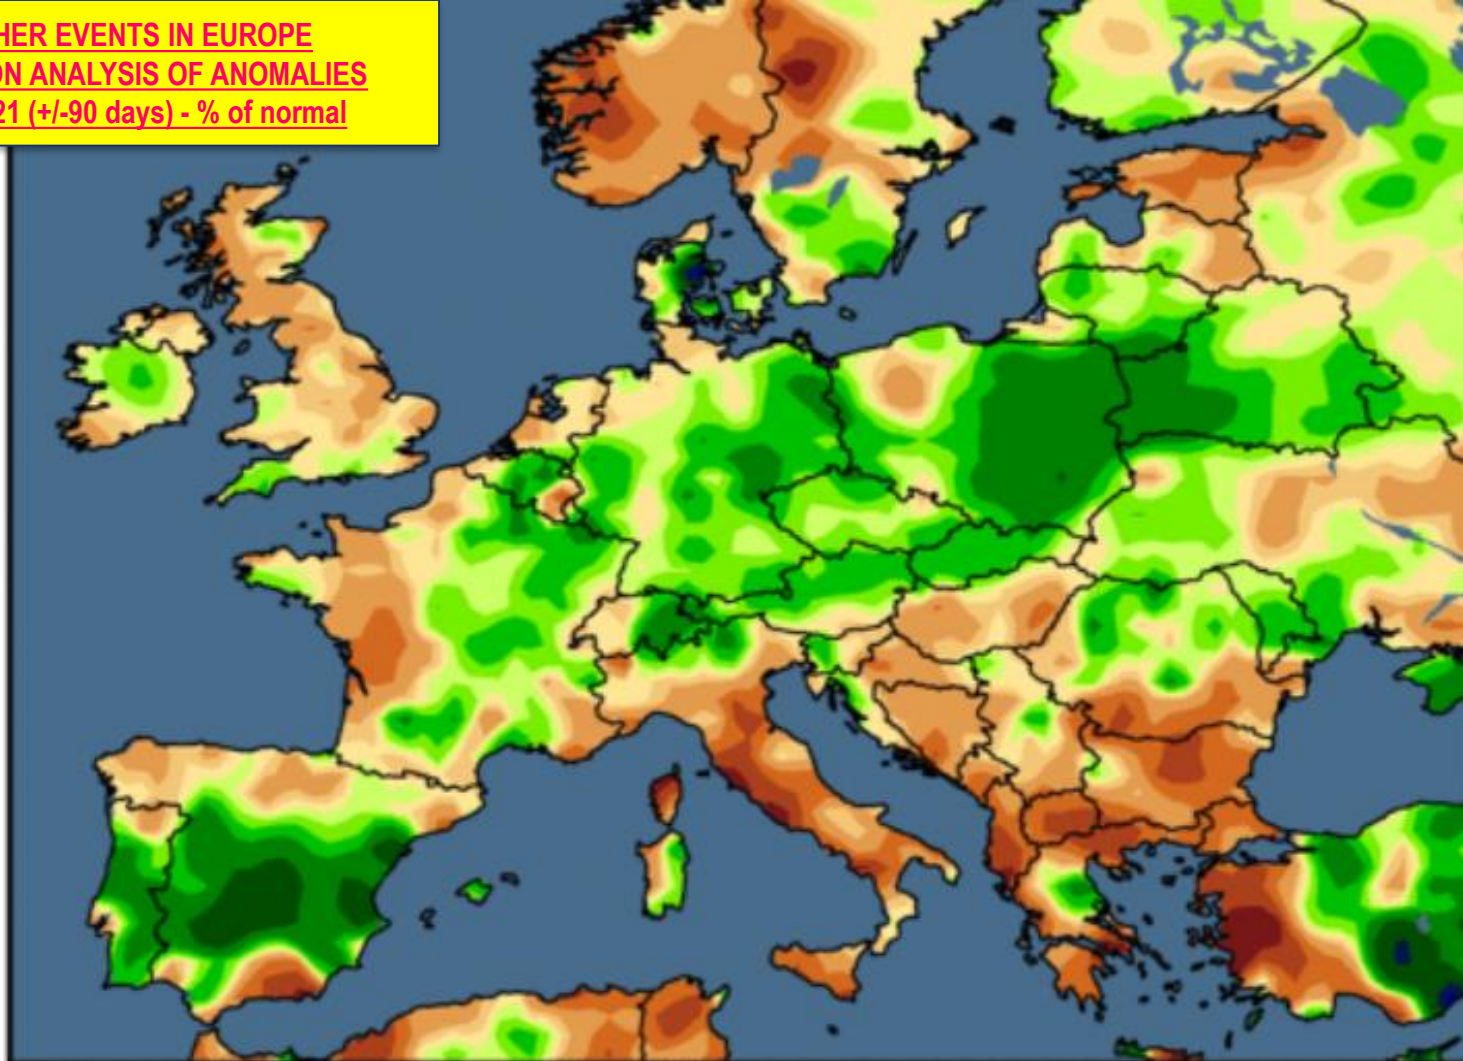 HER EVENTS IN EUROPE
ON ANALYSIS OF ANOMALIES
21 (+/-90 days) - % of normal